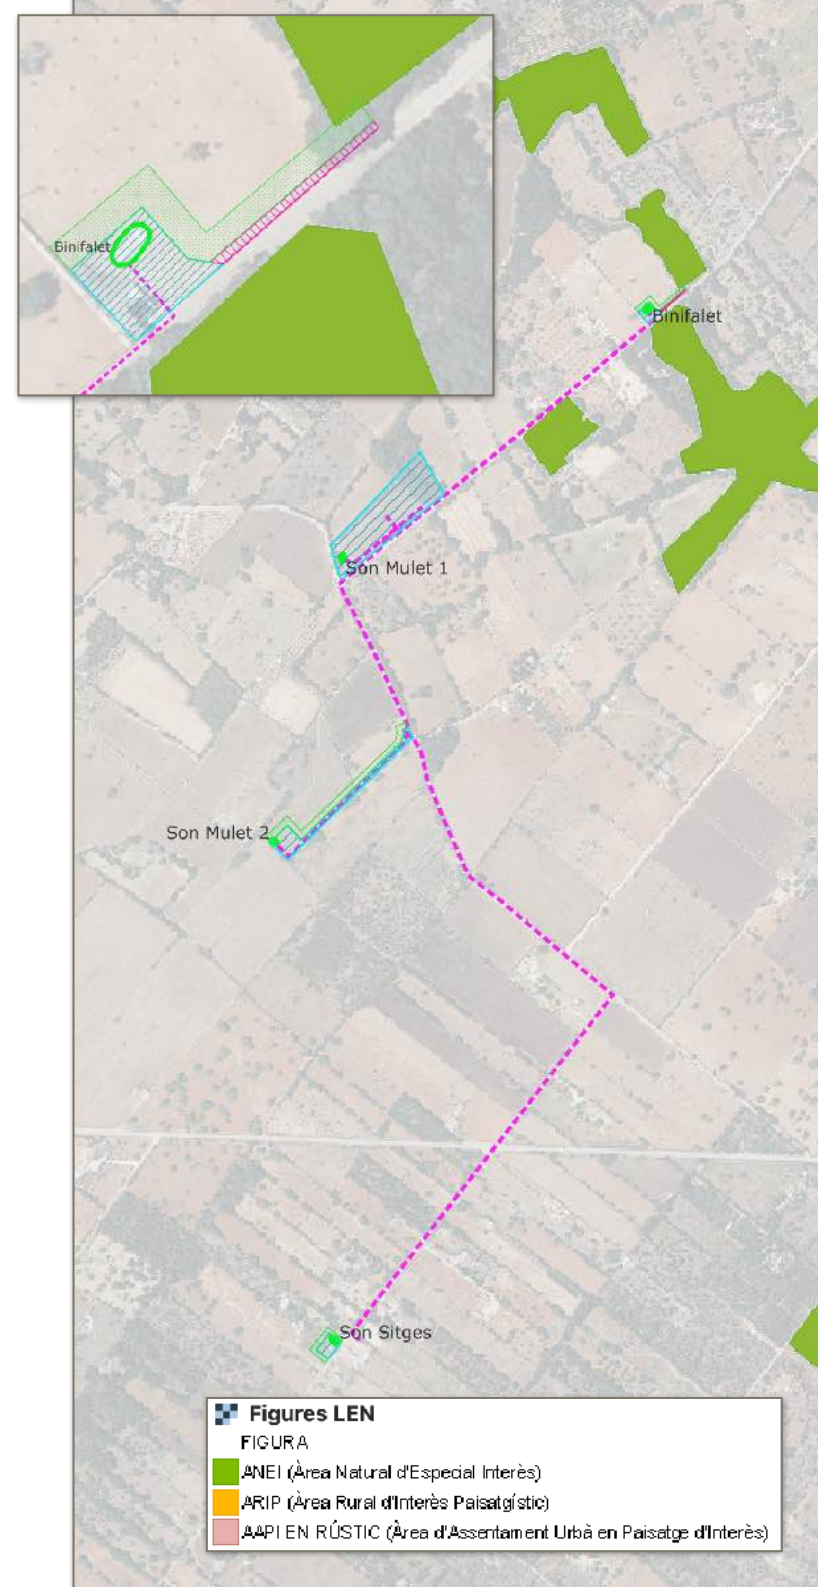 Binifalet
Binifalet
Son Mulet 1
Son Mulet 2
Son Sitges
Figures LEN
FIGURA
ANEI (Àrea Natural d'Especial Interès)
ARIP (Àrea Rural d'Interès Paisatgístic)
AAPI EN RÚSTIC (Àrea d'Assentament Urbà en Paisatge d'Interès)